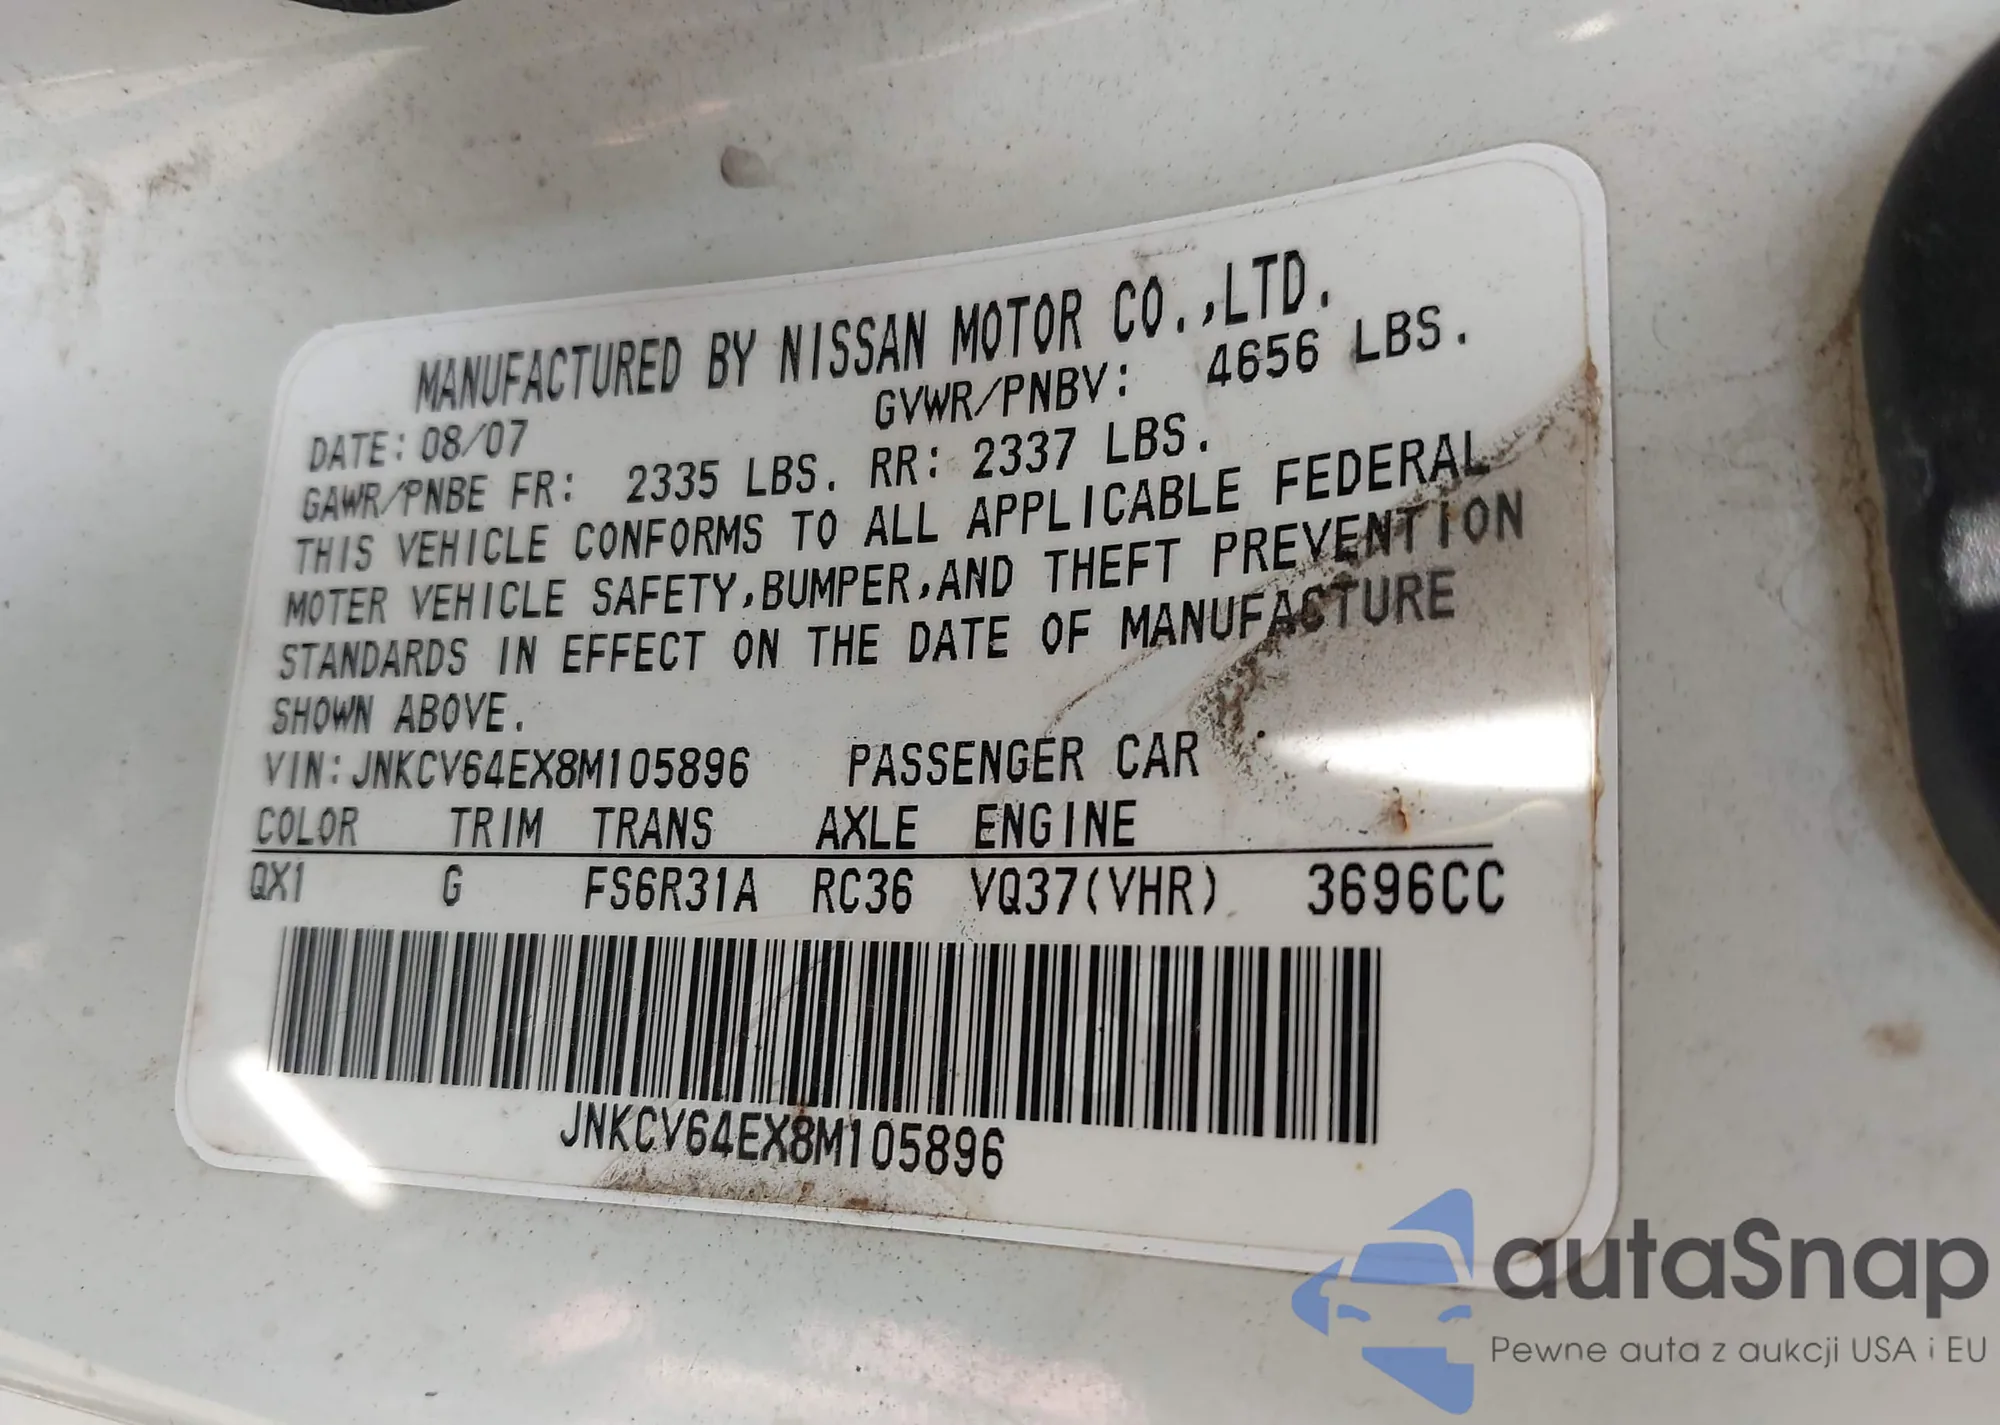 MANUFACTURED BY NISSAN MOTOR CO.,LTD.
DATE: 08/07 GVWR/PNBV: 4656 LBS.
GAWR/PNBE FR: 2335 LBS. RR: 2337 LBS.
THIS VEHICLE CONFORMS TO ALL APPLICABLE FEDERAL
MOTER VEHICLE SAFETY,BUMPER,AND THEFT PREVENTION
STANDARDS IN EFFECT ON THE DATE OF MANUFACTURE
SHOWN ABOVE.
VIN:JNKCV64EX8M105896 PASSENGER CAR
COLOR TRIM TRANS AXLE ENGINE
QX1 G FS6R31A RC36 VQ37(VHR) 3696CC
JNKCV64EX8M105896
autaSnap
Pewne auta z aukcji USA i EU